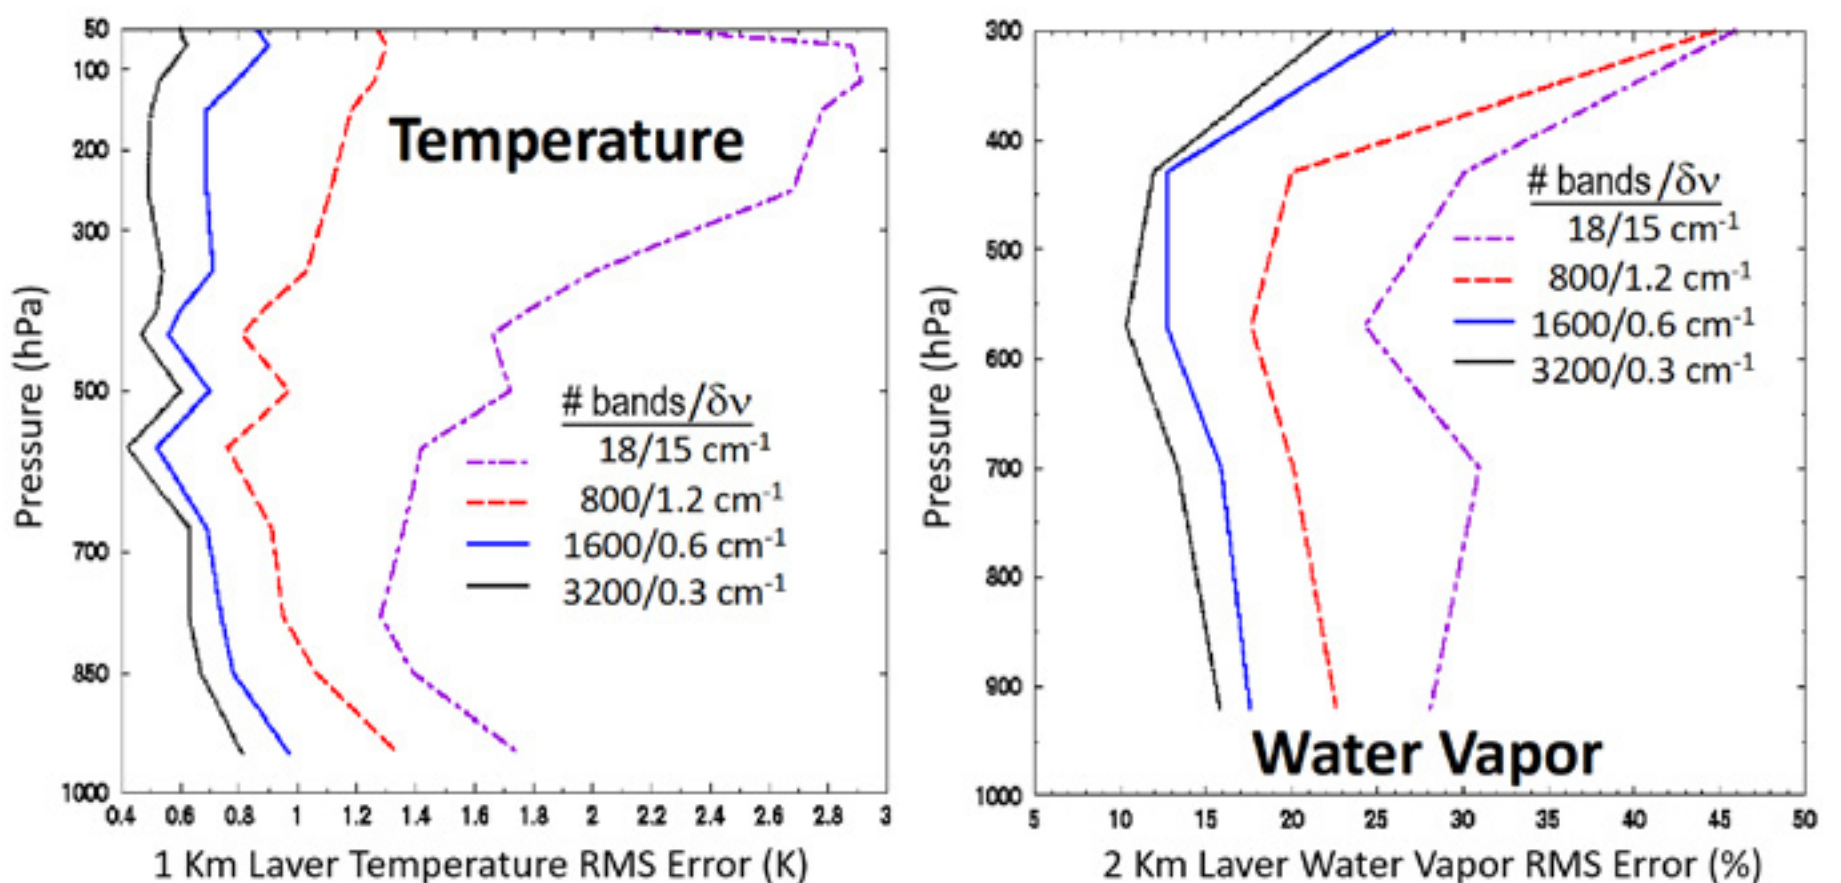 Temperature
50
100
200
300
500
700
850
1000
Pressure (hPa)
# bands/δν
18/15 cm-1
800/1.2 cm-1
1600/0.6 cm-1
3200/0.3 cm-1
0.4 0.6 0.8 1 1.2 1.4 1.6 1.8 2 2.2 2.4 2.6 2.8 3
1 Km Laver Temperature RMS Error (K)
300
400
500
600
700
800
900
1000
Pressure (hPa)
# bands/δν
18/15 cm-1
800/1.2 cm-1
1600/0.6 cm-1
3200/0.3 cm-1
Water Vapor
5 10 15 20 25 30 35 40 45 50
2 Km Laver Water Vapor RMS Error (%)